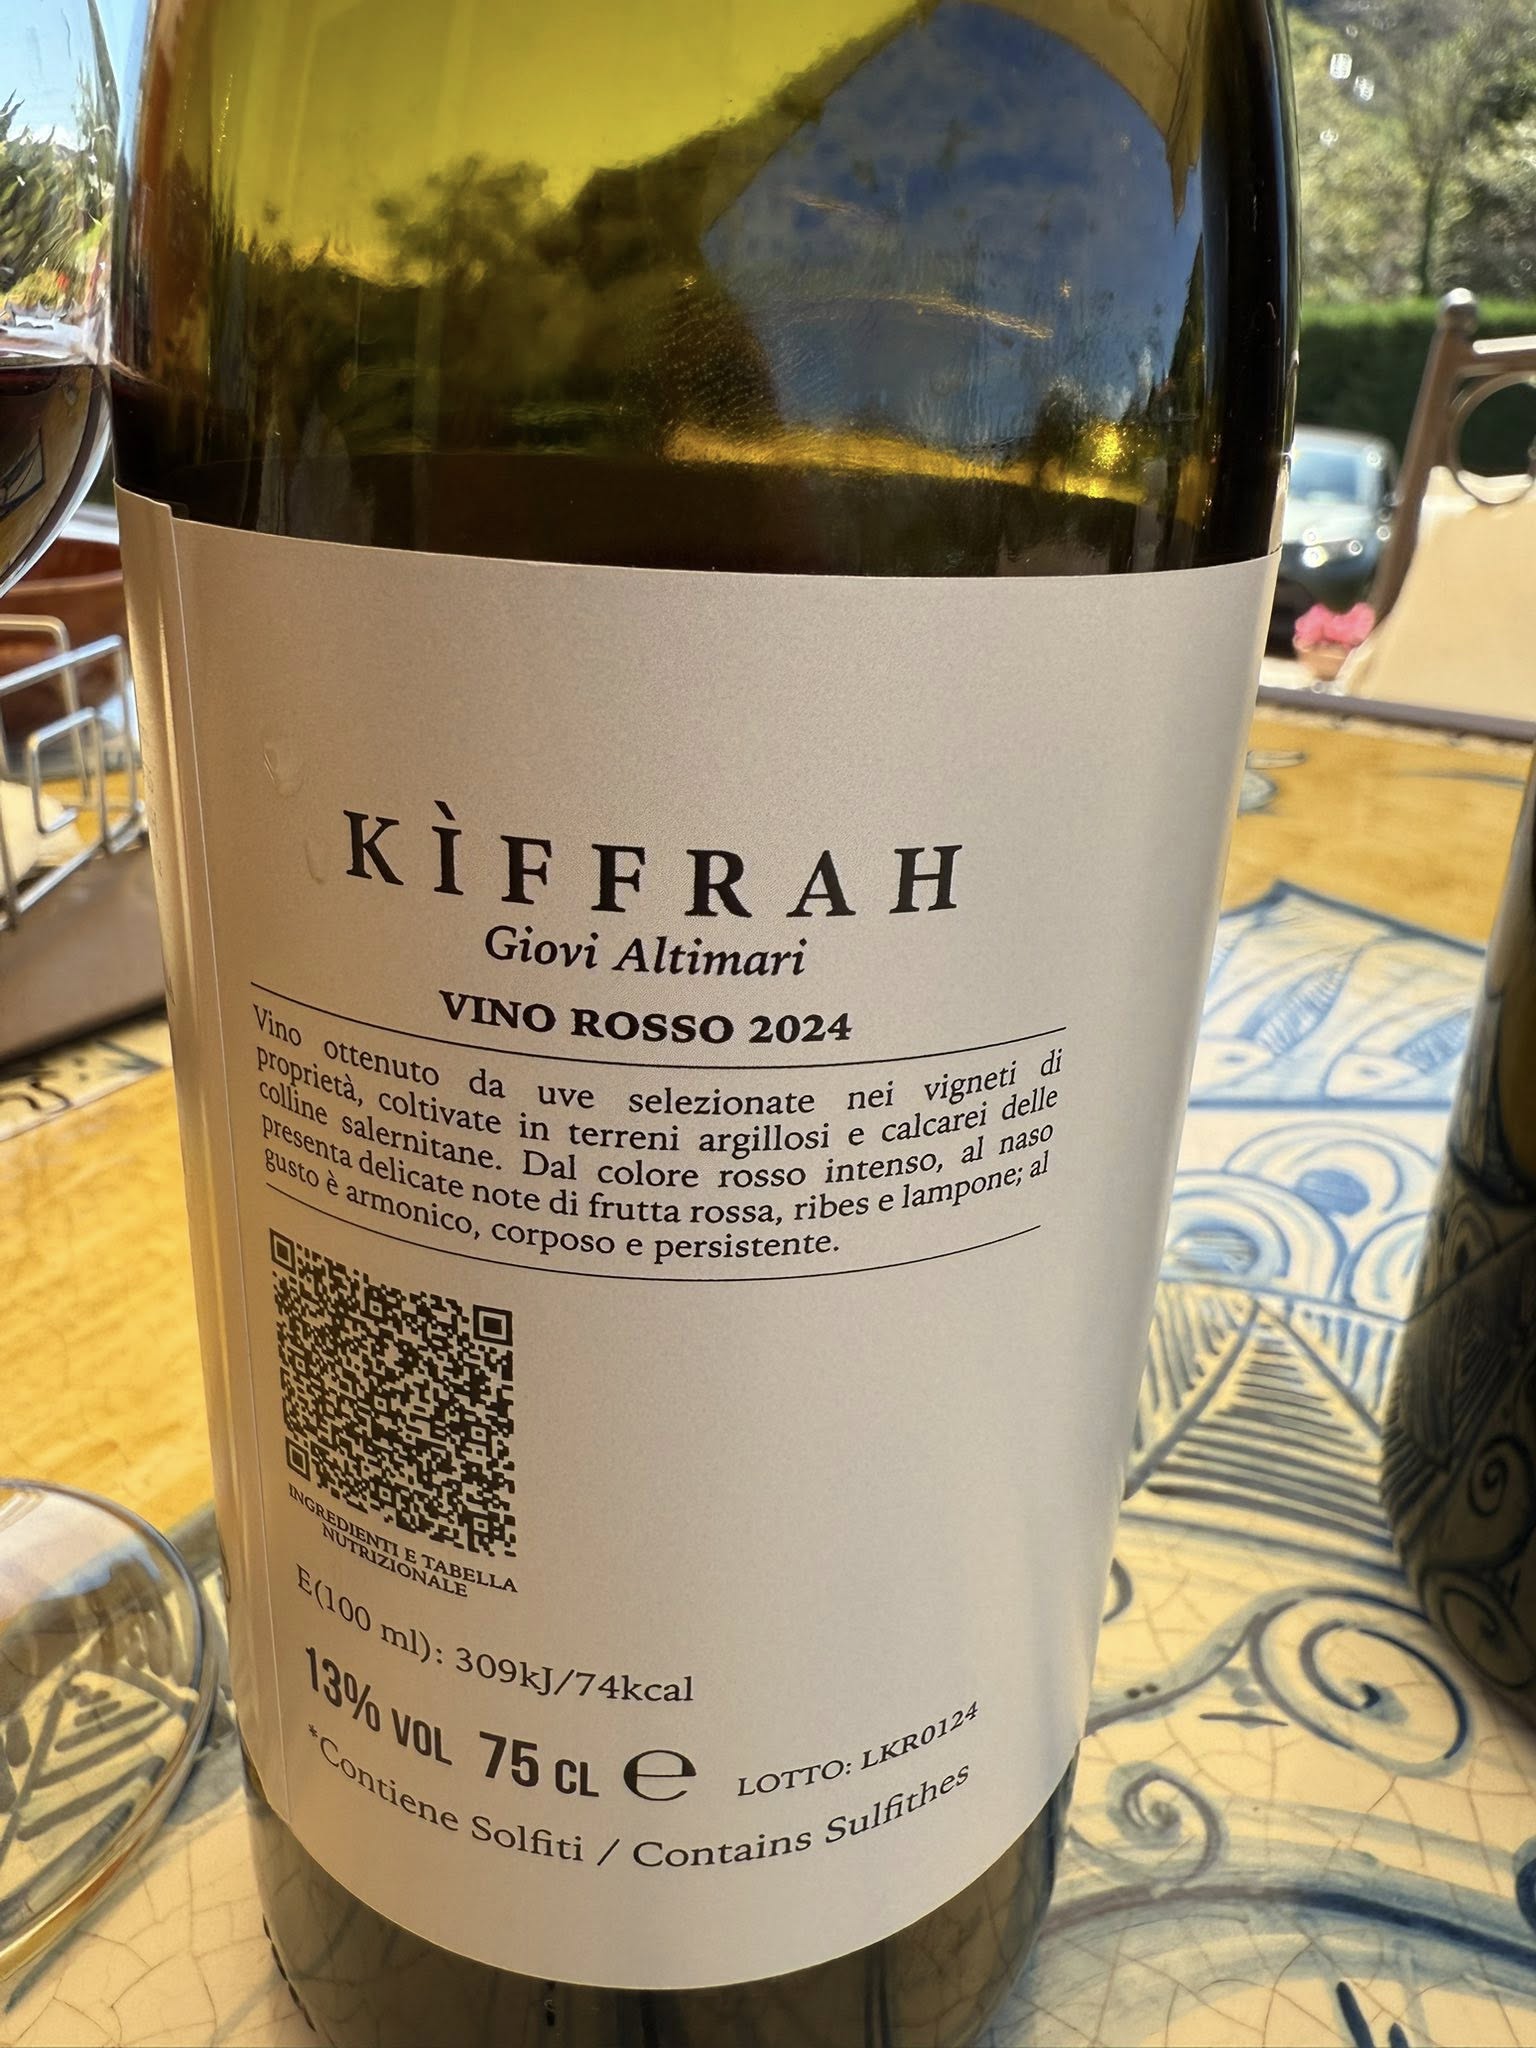 KÌFFRAH
Giovi Altimari
VINO ROSSO 2024
Vino ottenuto da uve selezionate nei vigneti di
proprietà, coltivate in terreni argillosi e calcarei delle
colline salernitane. Dal colore rosso intenso, al naso
presenta delicate note di frutta rossa, ribes e lampone; al
gusto è armonico, corposo e persistente.
INGREDIENTI E TABELLA
NUTRIZIONALE
E(100 ml): 309kJ/74kcal
13% VOL 75 CL e LOTTO: LKR0124
*Contiene Solfiti / Contains Sulfithes